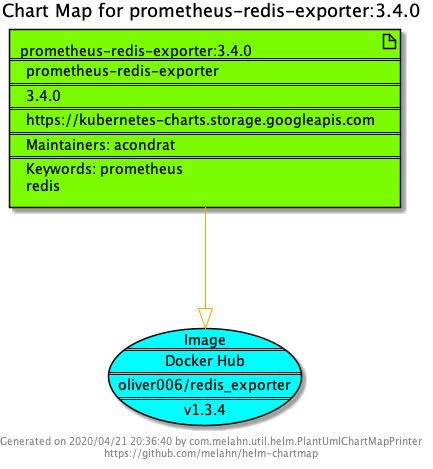 Chart Map for prometheus-redis-exporter:3.4.0
prometheus-redis-exporter:3.4.0
prometheus-redis-exporter
3.4.0
https://kubernetes-charts.storage.googleapis.com
Maintainers: acondrat
Keywords: prometheus
redis
Image
Docker Hub
oliver006/redis_exporter
v1.3.4
Generated on 2020/04/21 20:36:40 by com.melahn.util.helm.PlantUmlChartMapPrinter
https://github.com/melahn/helm-chartmap